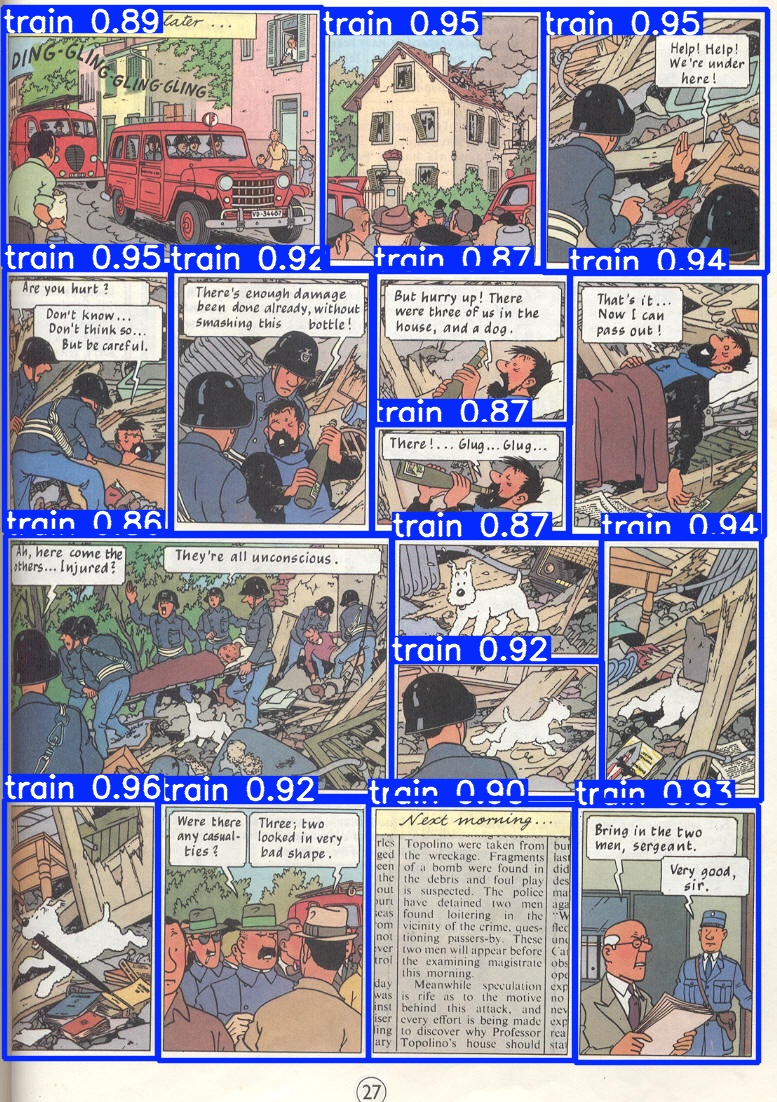 train 0.89
later ...
DING-GLING-GLING-GLING
F
VD-34467
train 0.95
train 0.95
Help! Help!
We're under
here!
train 0.95
Are you hurt?
Don't know...
Don't think so...
But be careful.
train 0.92
There's enough damage
been done already, without
smashing this bottle!
train 0.87
But hurry up! There
were three of us in the
house, and a dog.
train 0.87
There!... Glug... Glug...
train 0.94
That's it...
Now I can
pass out!
train 0.86
Ah, here come the
others... Injured?
They're all unconscious.
train 0.87
train 0.92
train 0.94
train 0.96
train 0.92
Were there
any casual-
ties?
Three; two
looked in very
bad shape.
train 0.90
Next morning...
Topolino were taken from
the wreckage. Fragments
of a bomb were found in
the debris and foul play
is suspected. The police
have detained two men
found loitering in the
vicinity of the crime, ques-
tioning passers-by. These
two men will appear before
the examining magistrate
this morning.
Meanwhile speculation
is rife as to the motive
behind this attack, and
every effort is being made
to discover why Professor
Topolino's house should
train 0.93
Bring in the two
men, sergeant.
Very good,
sir.
27